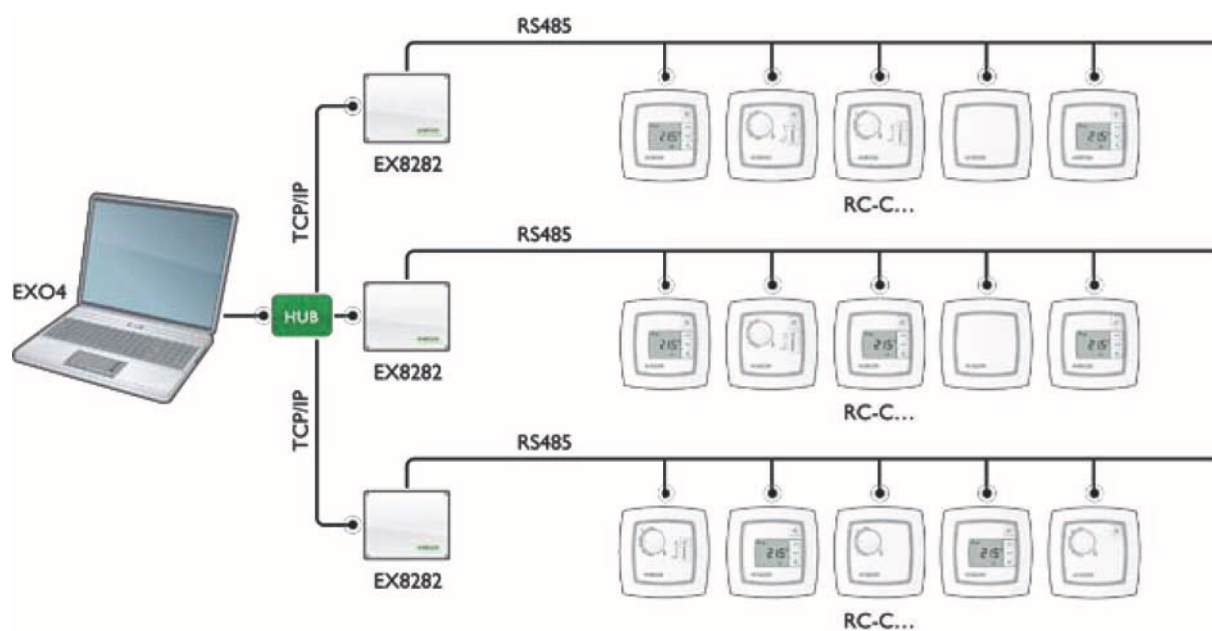 RS485
EX8282
RC-C...
TCP/IP
EXO4
HUB
RS485
EX8282
RC-C...
TCP/IP
RS485
EX8282
RC-C...